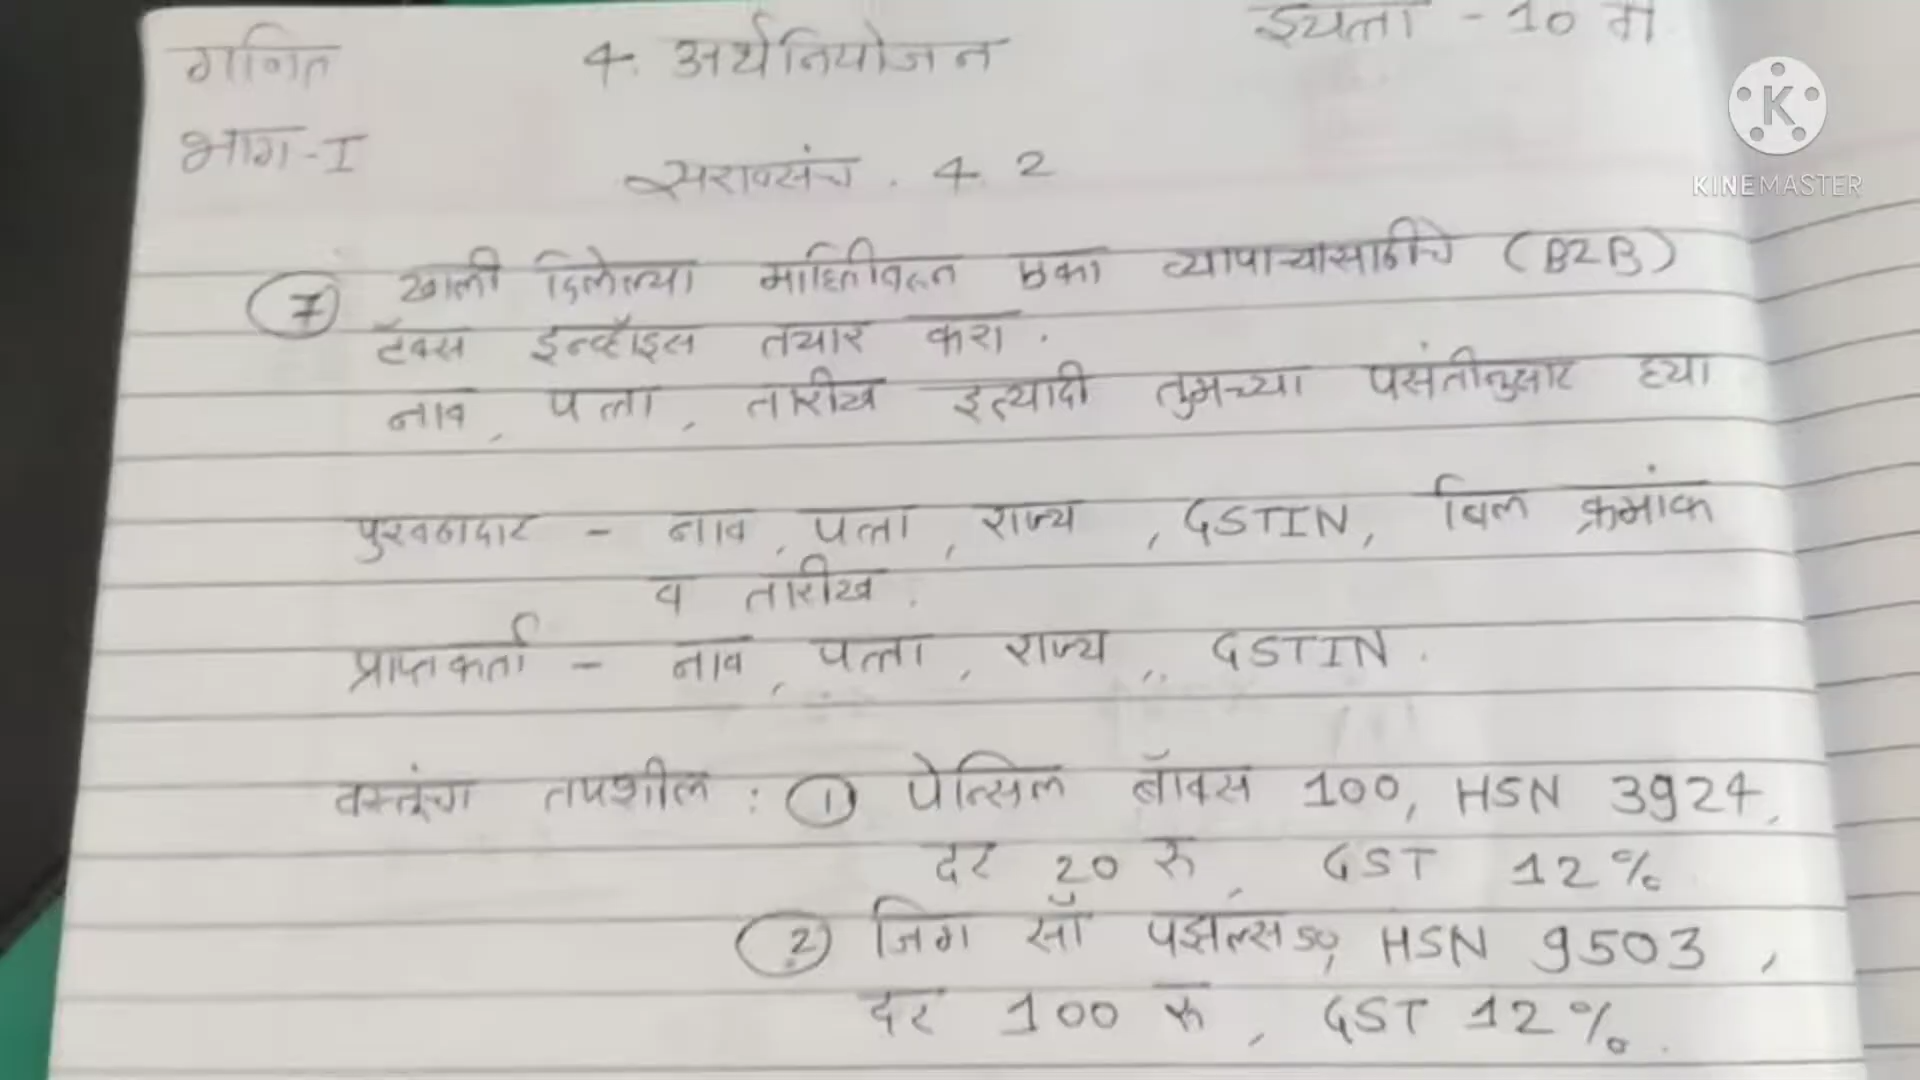 गणित 4. अर्थनियोजन इयत्ता - 10 वी
भाग-I सरावसंच. 4.2
KINEMASTER
7 खाली दिलेल्या माहितीवरून एका व्यापाऱ्यासाठीचे (B2B)
टॅक्स इन्व्हॉइस तयार करा.
नाव, पत्ता, तारीख इत्यादी तुमच्या पसंतीनुसार घ्या
पुरवठादार - नाव, पत्ता, राज्य, GSTIN, बिल क्रमांक
व तारीख.
प्राप्तकर्ता - नाव, पत्ता, राज्य,, GSTIN.
वस्तूंचा तपशील : 1 पेन्सिल बॉक्स 100, HSN 3924,
दर 20 रु, GST 12%
2 जिग सॉ पझल्स 50, HSN 9503,
दर 100 रु, GST 12%.